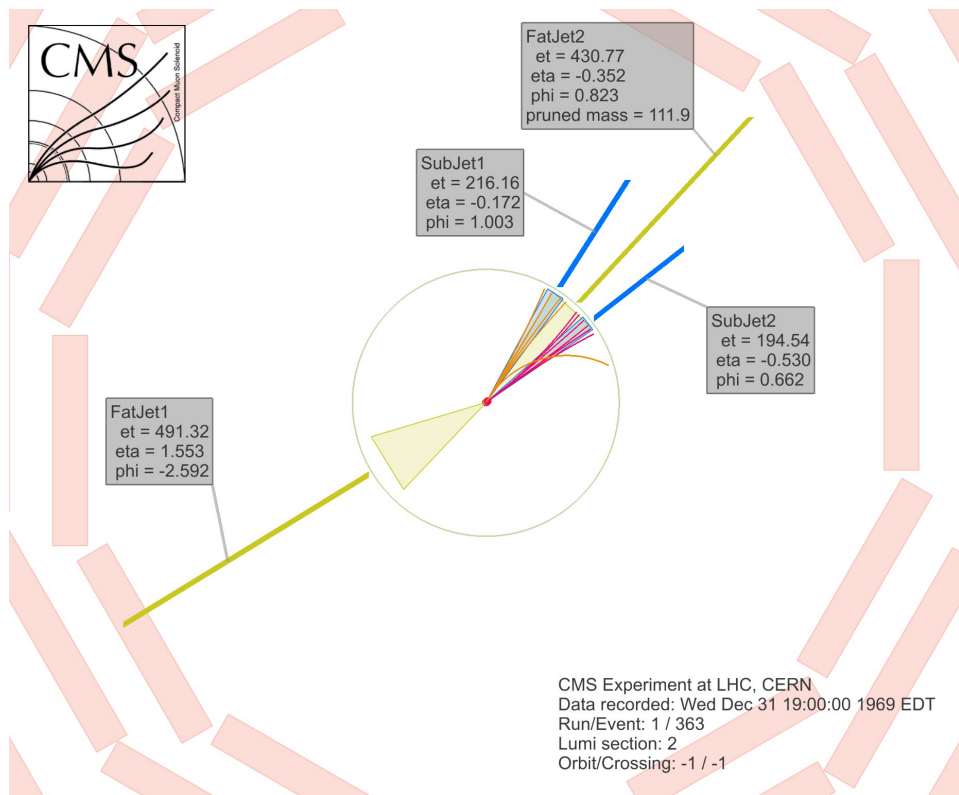 CMS
Compact Muon Solenoid
FatJet2
et = 430.77
eta = -0.352
phi = 0.823
pruned mass = 111.9
SubJet1
et = 216.16
eta = -0.172
phi = 1.003
SubJet2
et = 194.54
eta = -0.530
phi = 0.662
FatJet1
et = 491.32
eta = 1.553
phi = -2.592
CMS Experiment at LHC, CERN
Data recorded: Wed Dec 31 19:00:00 1969 EDT
Run/Event: 1 / 363
Lumi section: 2
Orbit/Crossing: -1 / -1